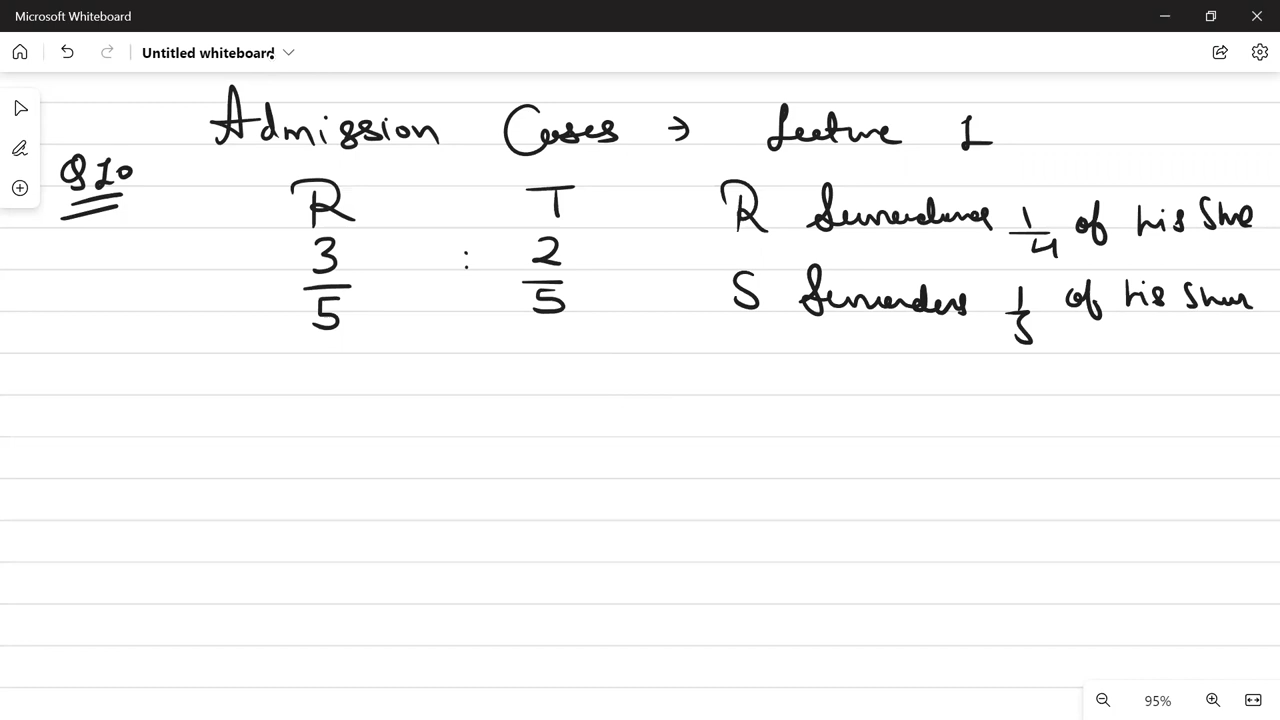 Microsoft Whiteboard
Untitled whiteboard
Admission Cases → Lecture 1
Q10
R T R Surrenders 1/4 of his Share
3/5 : 2/5 S Surrenders 1/5 of his Share
95%